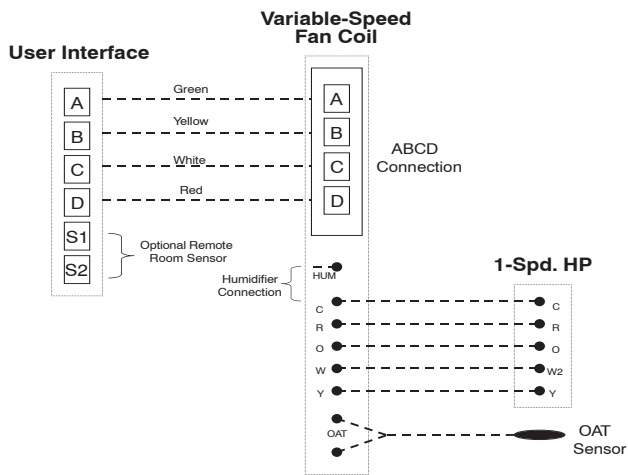 Variable-Speed
Fan Coil
User Interface
A
Green
A
B
Yellow
B
C
White
C
ABCD
Connection
D
Red
D
S1
S2
Optional Remote
Room Sensor
HUM
Humidifier
Connection
1-Spd. HP
C
C
R
R
O
O
W
W2
Y
Y
OAT
OAT
Sensor